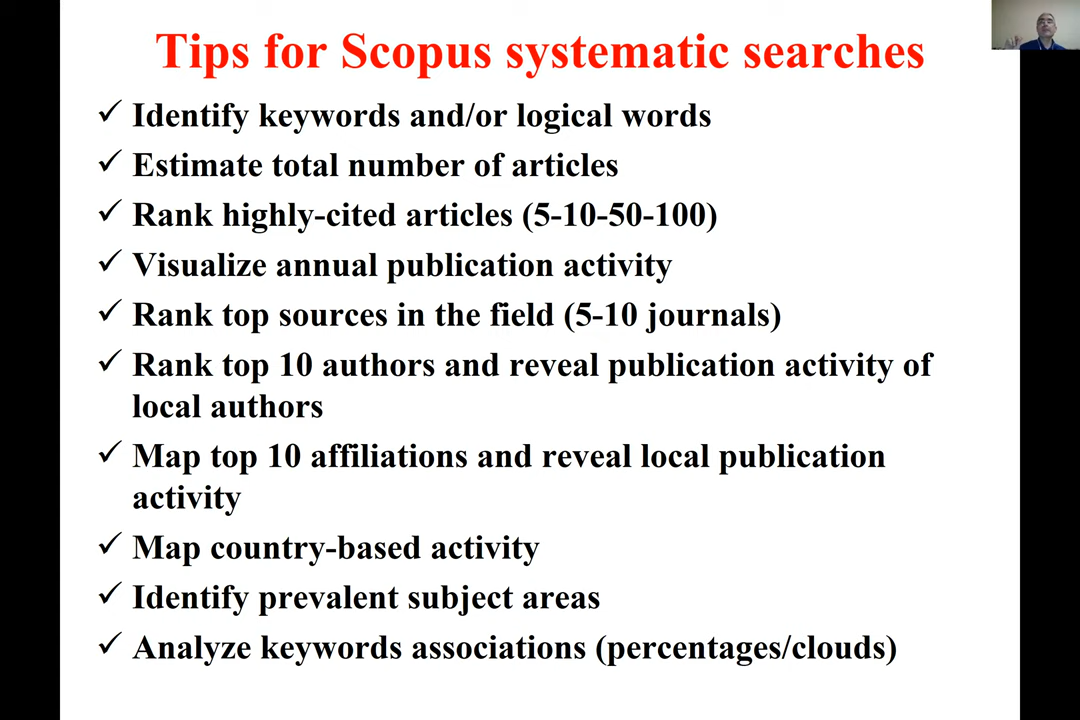 Tips for Scopus systematic searches
✓ Identify keywords and/or logical words
✓ Estimate total number of articles
✓ Rank highly-cited articles (5-10-50-100)
✓ Visualize annual publication activity
✓ Rank top sources in the field (5-10 journals)
✓ Rank top 10 authors and reveal publication activity of
local authors
✓ Map top 10 affiliations and reveal local publication
activity
✓ Map country-based activity
✓ Identify prevalent subject areas
✓ Analyze keywords associations (percentages/clouds)